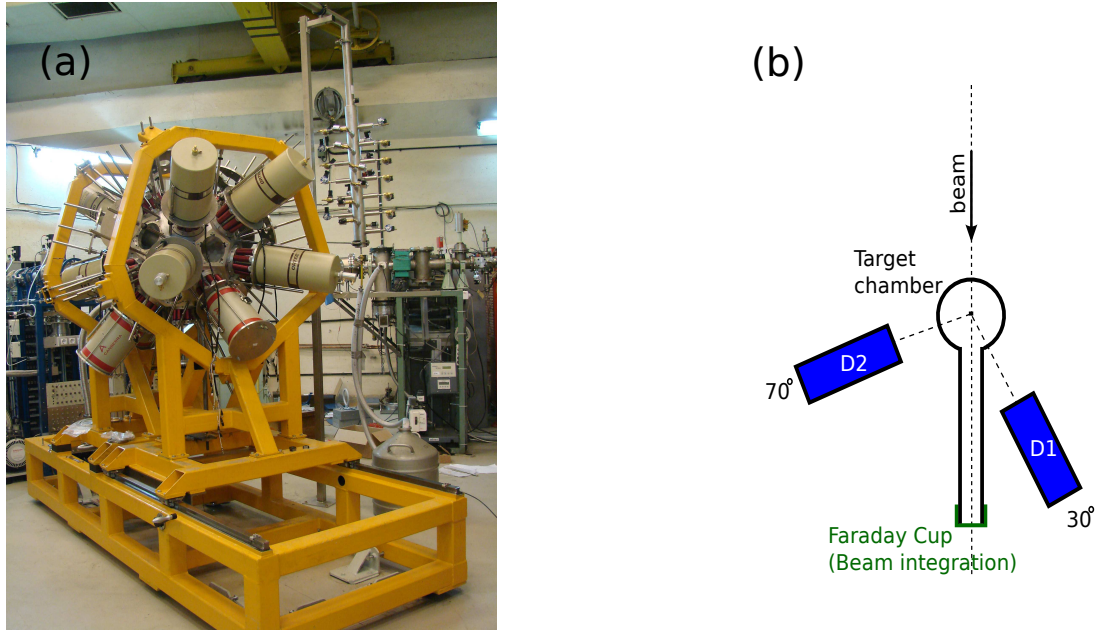 (a)
(b)
beam
Target
chamber
D2
70°
D1
30°
Faraday Cup
(Beam integration)